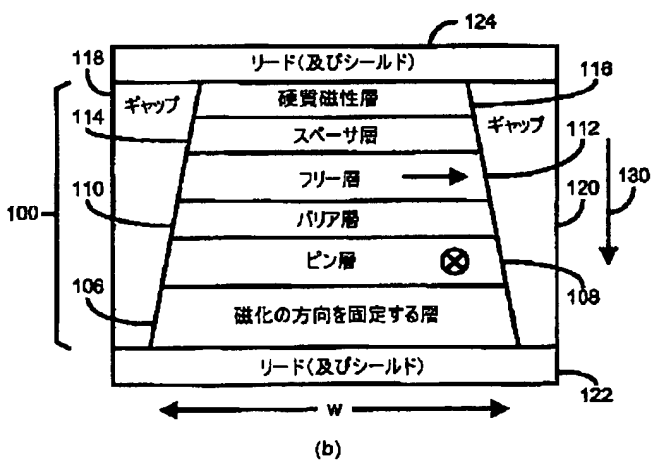 124
リード(及びシールド)
118
116
ギャップ
硬質磁性層
ギャップ
114
スペーサ層
112
フリー層
120
130
100
110
バリア層
ピン層
106
108
磁化の方向を固定する層
リード(及びシールド)
122
W
(b)